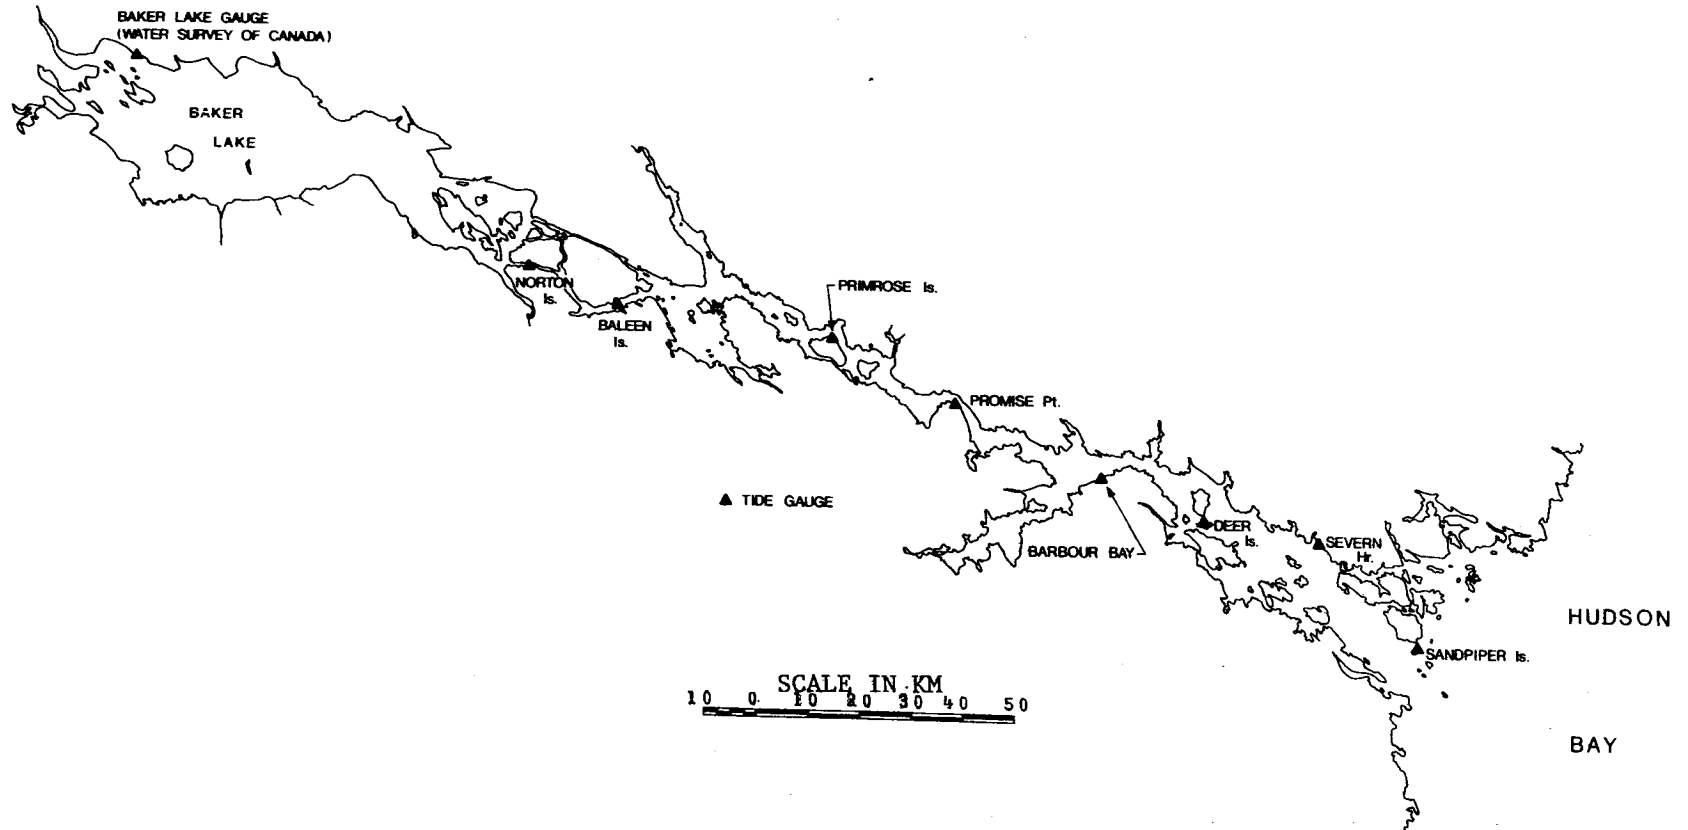 BAKER LAKE GAUGE
(WATER SURVEY OF CANADA)
BAKER
LAKE
NORTON
Is.
BALEEN
Is.
PRIMROSE Is.
PROMISE Pt.
▲ TIDE GAUGE
BARBOUR BAY
DEER
Is.
SEVERN
Hr.
SANDPIPER Is.
HUDSON
BAY
SCALE IN KM
10 0 10 20 30 40 50